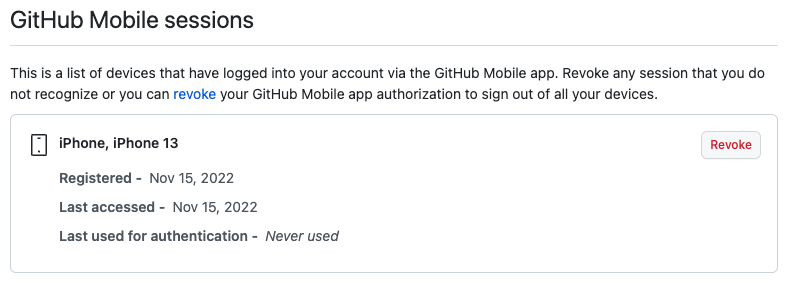 GitHub Mobile sessions
This is a list of devices that have logged into your account via the GitHub Mobile app. Revoke any session that you do
not recognize or you can revoke your GitHub Mobile app authorization to sign out of all your devices.
iPhone, iPhone 13
Revoke
Registered - Nov 15, 2022
Last accessed - Nov 15, 2022
Last used for authentication - Never used